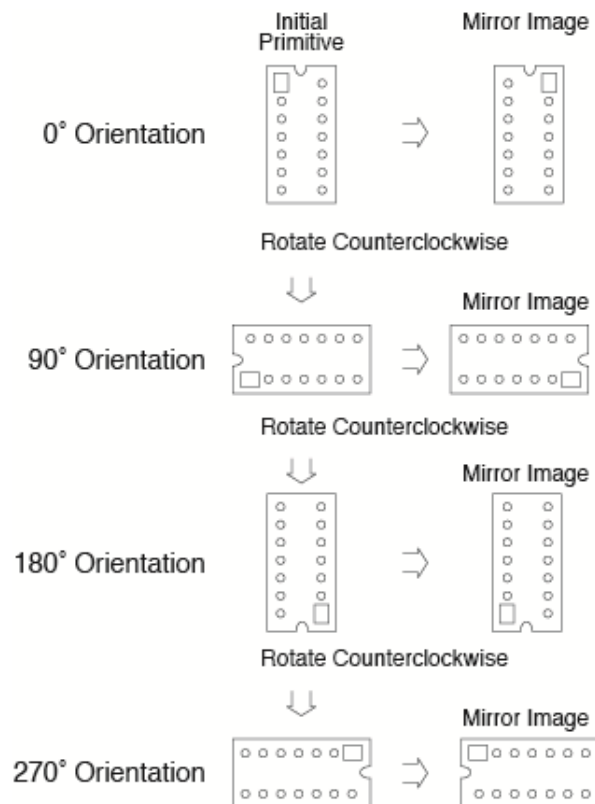 Initial
Primitive
Mirror Image
0° Orientation
Rotate Counterclockwise
Mirror Image
90° Orientation
Rotate Counterclockwise
Mirror Image
180° Orientation
Rotate Counterclockwise
Mirror Image
270° Orientation